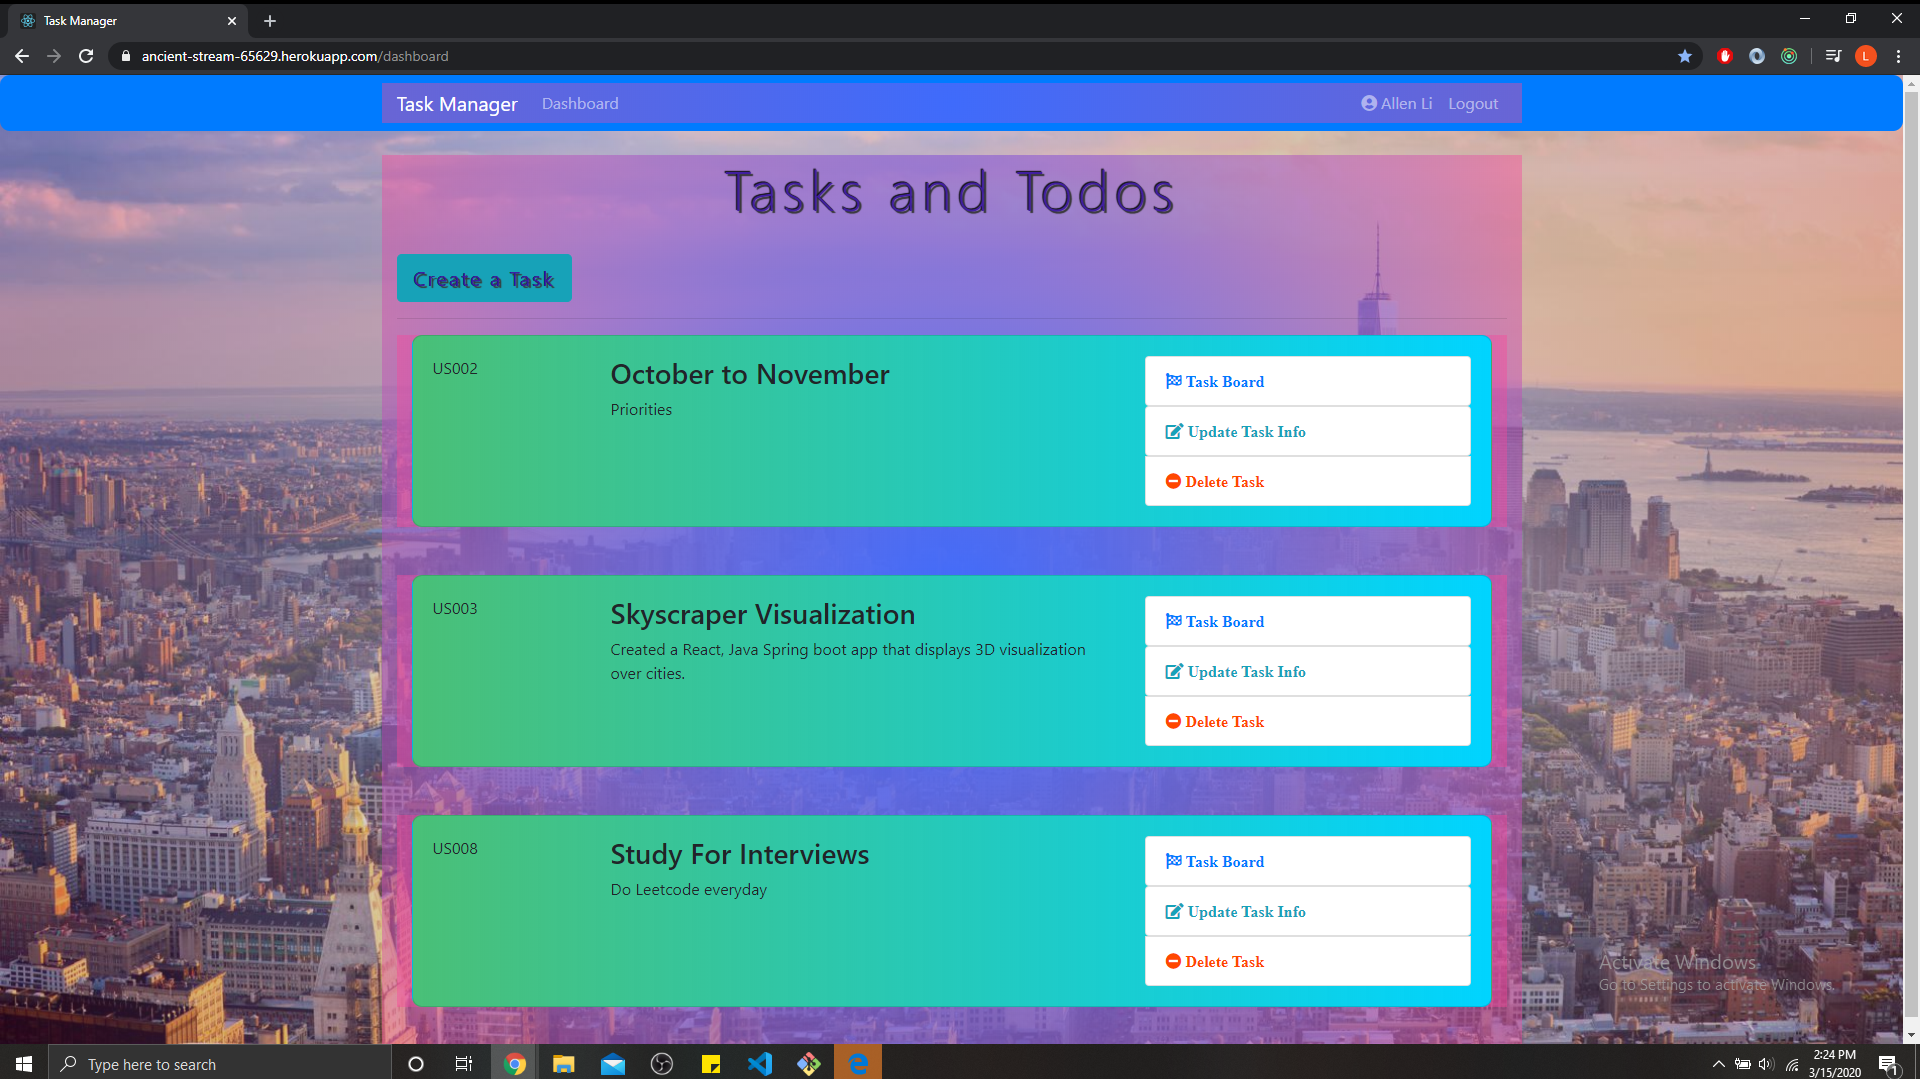 Task Manager
ancient-stream-65629.herokuapp.com/dashboard
L
Task Manager Dashboard Allen Li Logout
Tasks and Todos
Create a Task
US002
October to November
Priorities
Task Board
Update Task Info
Delete Task
US003
Skyscraper Visualization
Created a React, Java Spring boot app that displays 3D visualization
over cities.
Task Board
Update Task Info
Delete Task
US008
Study For Interviews
Do Leetcode everyday
Task Board
Update Task Info
Delete Task
Activate Windows
Go to Settings to activate Windows.
Type here to search
2:24 PM
3/15/2020
1